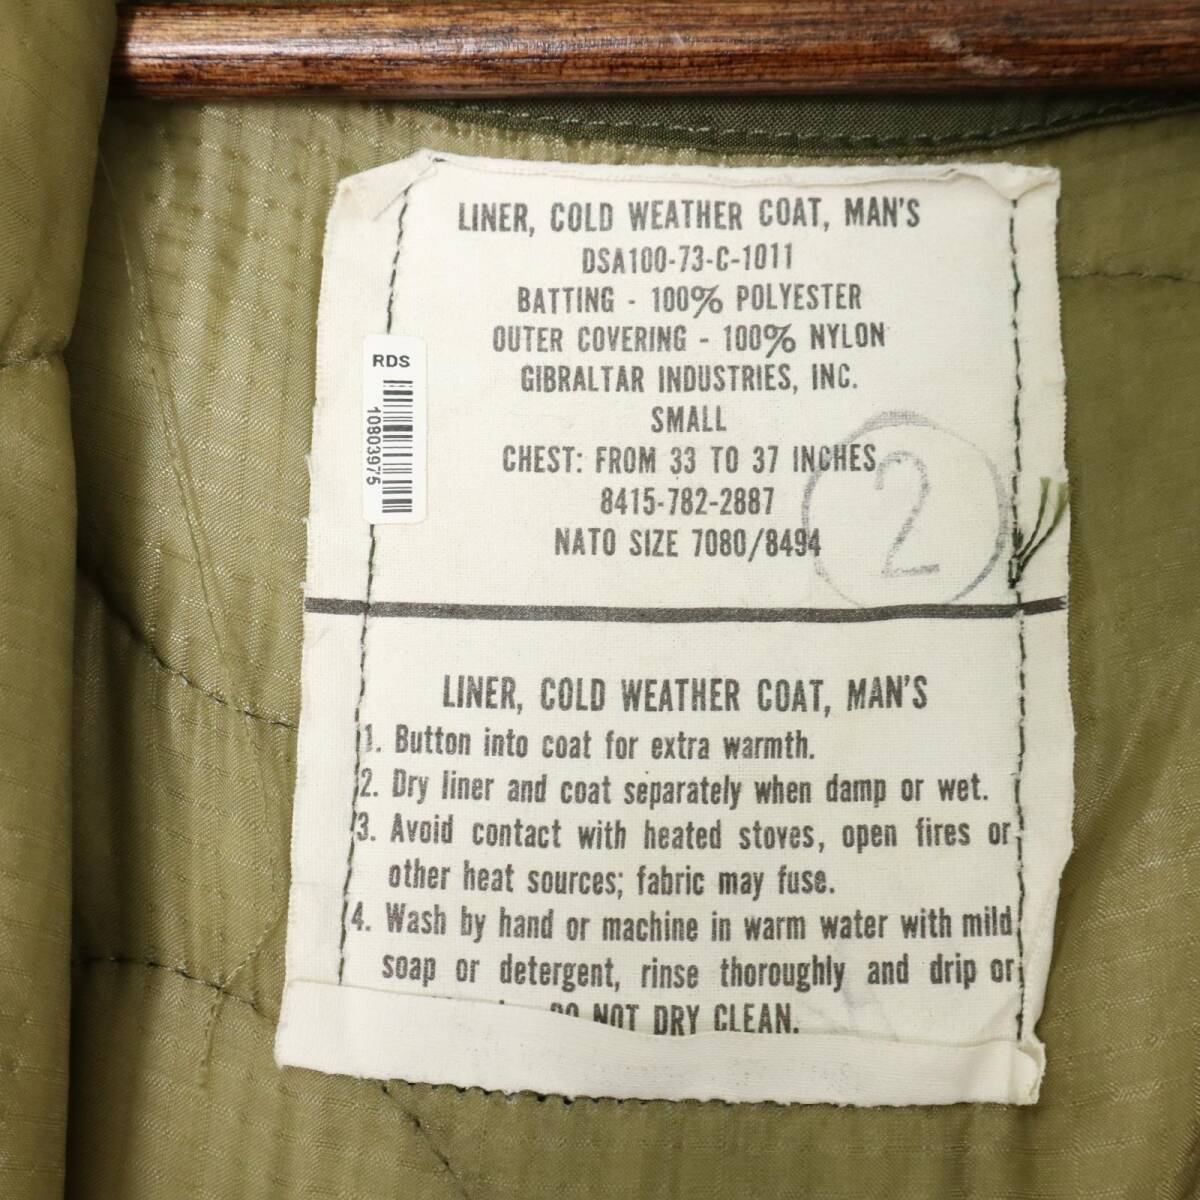 LINER, COLD WEATHER COAT, MAN'S
DSA100-73-C-1011
BATTING - 100% POLYESTER
OUTER COVERING - 100% NYLON
GIBRALTAR INDUSTRIES, INC.
SMALL
CHEST: FROM 33 TO 37 INCHES
8415-782-2887
NATO SIZE 7080/8494
2
RDS
10803975
LINER, COLD WEATHER COAT, MAN'S
1. Button into coat for extra warmth.
2. Dry liner and coat separately when damp or wet.
3. Avoid contact with heated stoves, open fires or
other heat sources; fabric may fuse.
4. Wash by hand or machine in warm water with mild
soap or detergent, rinse thoroughly and drip or
DO NOT DRY CLEAN.